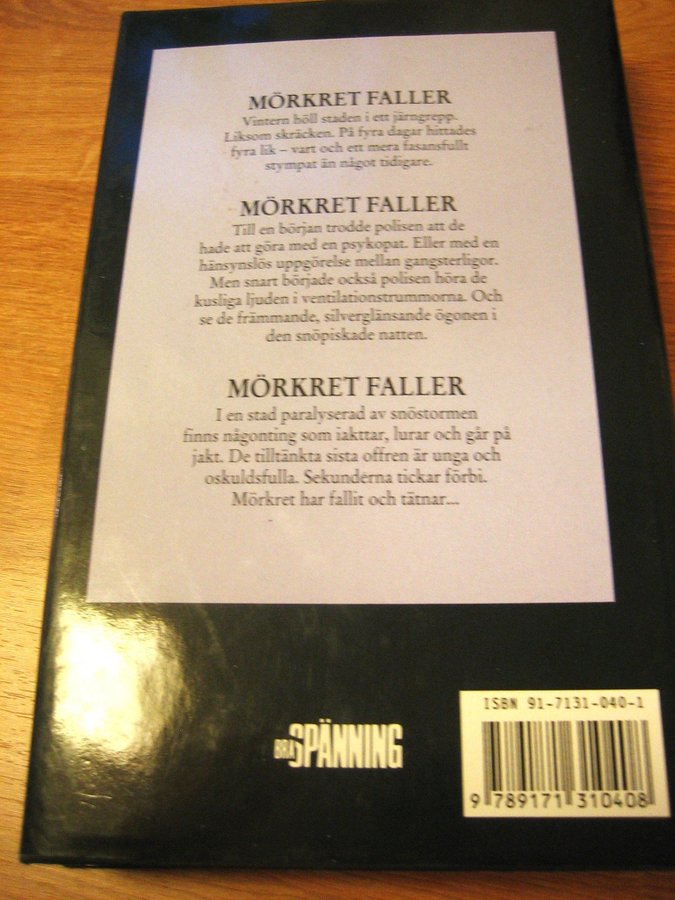 MÖRKRET FALLER
Vintern höll staden i ett järngrepp.
Liksom skräcken. På fyra dagar hittades
fyra lik – vart och ett mera fasansfullt
stympat än något tidigare.
MÖRKRET FALLER
Till en början trodde polisen att de
hade att göra med en psykopat. Eller med en
hänsynslös uppgörelse mellan gangsterligor.
Men snart började också polisen höra de
kusliga ljuden i ventilationstrummorna. Och
se de främmande, silverglänsande ögonen i
den snöpiskade natten.
MÖRKRET FALLER
I en stad paralyserad av snöstormen
finns någonting som iakttar, lurar och går på
jakt. De tilltänkta sista offren är unga och
oskuldsfulla. Sekunderna tickar förbi.
Mörkret har fallit och tätnar...
BRA SPÄNNING
ISBN 91-7131-040-1
9 789171 310408